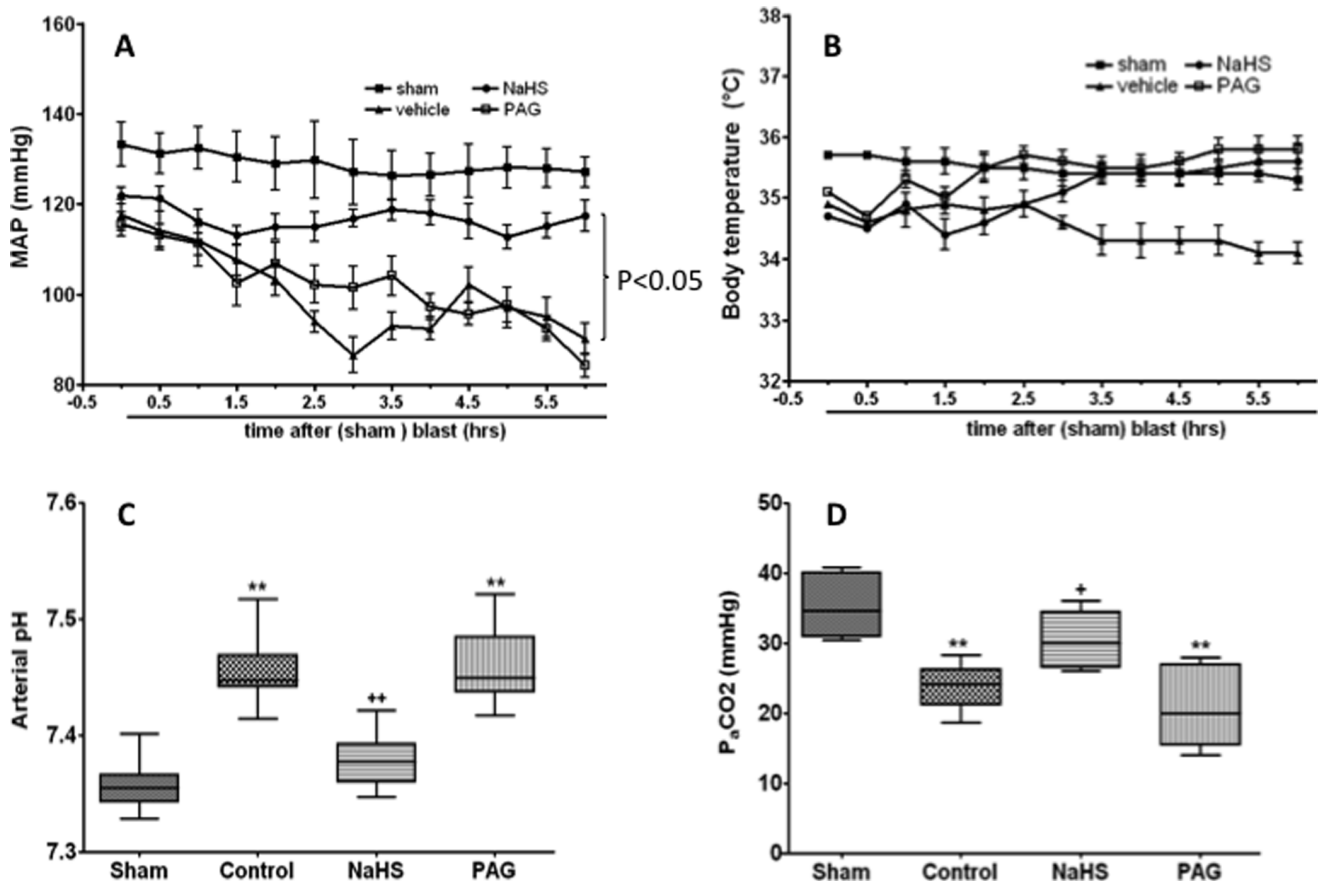 A
MAP (mmHg)
160
140
120
100
80
sham
NaHS
vehicle
PAG
P<0.05
-0.5
0.5
1.5
2.5
3.5
4.5
5.5
time after (sham ) blast (hrs)
B
Body temperature (°C)
38
37
36
35
34
33
32
sham
NaHS
vehicle
PAG
-0.5
0.5
1.5
2.5
3.5
4.5
5.5
time after (sham) blast (hrs)
C
Arterial pH
7.6
7.5
7.4
7.3
**
++
**
Sham
Control
NaHS
PAG
D
PaCO2 (mmHg)
50
40
30
20
10
0
**
+
**
Sham
Control
NaHS
PAG